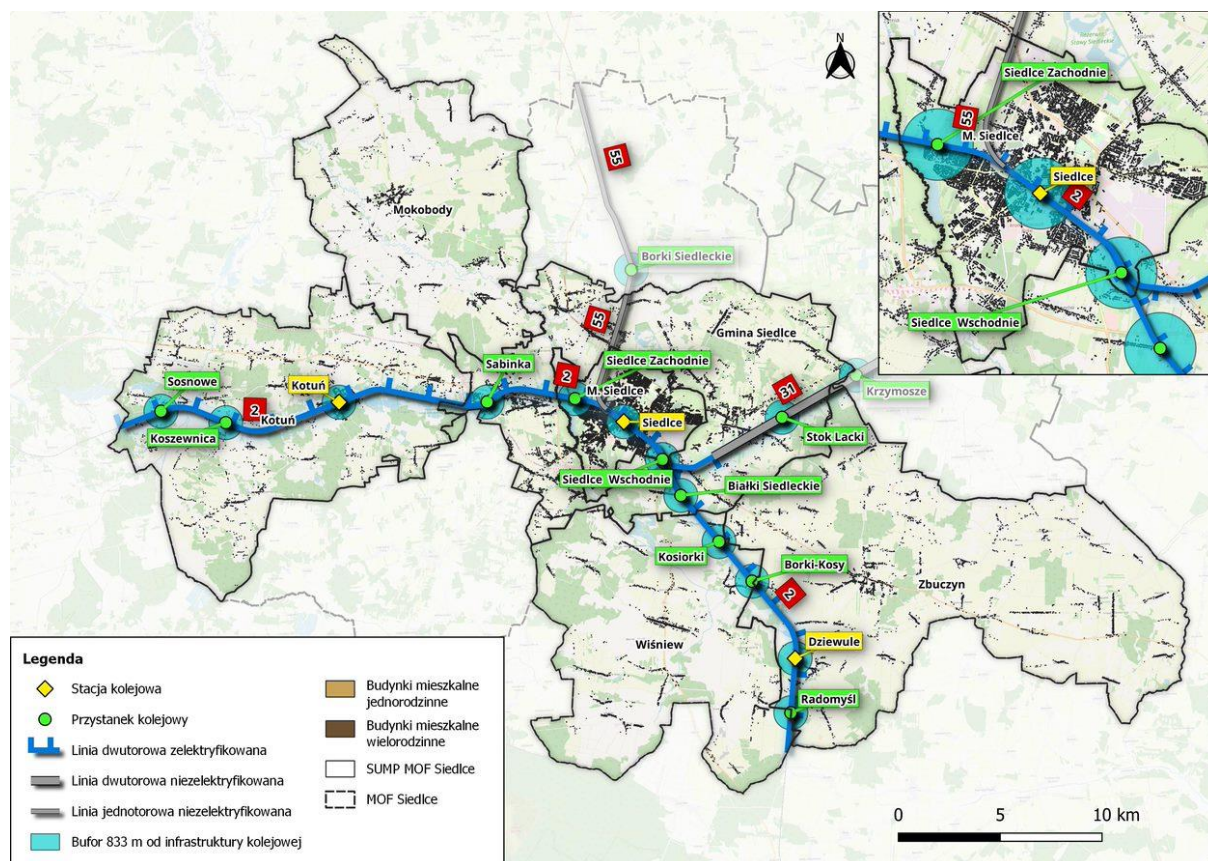 N
55
Mokobody
Borki Siedleckie
55
Gmina Siedlce
Sabinka
Siedlce Zachodnie
Krzymosze
Sosnowe
Kotuń
2
M. Siedlce
31
2
Kotuń
Koszewnica
Siedlce
Stok Lacki
Siedlce Wschodnie
Białki Siedleckie
Kosiorki
Borki-Kosy
2
Zbuczyn
Wiśniew
Dziewule
Radomyśl
Siedlce Zachodnie
55
M. Siedlce
Siedlce
2
Siedlce Wschodnie
Legenda
Stacja kolejowa
Przystanek kolejowy
Linia dwutorowa zelektryfikowana
Linia dwutorowa niezelektryfikowana
Linia jednotorowa niezelektryfikowana
Bufor 833 m od infrastruktury kolejowej
Budynki mieszkalne
jednorodzinne
Budynki mieszkalne
wielorodzinne
SUMP MOF Siedlce
MOF Siedlce
0 5 10 km